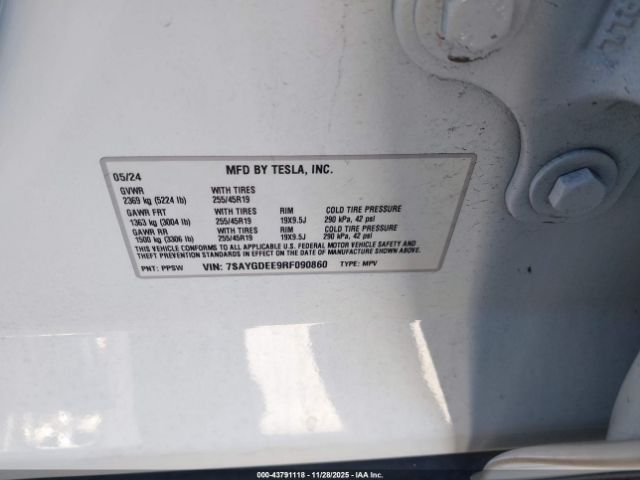 05/24 MFD BY TESLA, INC.
GVWR WITH TIRES
2369 kg (5224 lb) 255/45R19
GAWR FRT WITH TIRES RIM COLD TIRE PRESSURE
1363 kg (3004 lb) 255/45R19 19X9.5J 290 kPa, 42 psi
GAWR RR WITH TIRES RIM COLD TIRE PRESSURE
1500 kg (3306 lb) 255/45R19 19X9.5J 290 kPa, 42 psi
THIS VEHICLE CONFORMS TO ALL APPLICABLE U.S. FEDERAL MOTOR VEHICLE SAFETY AND
THEFT PREVENTION STANDARDS IN EFFECT ON THE DATE OF MANUFACTURE SHOWN ABOVE.
PNT: PPSW VIN: 7SAYGDEE9RF090860 TYPE: MPV
000-43791118 - 11/28/2025 - IAAI.COM